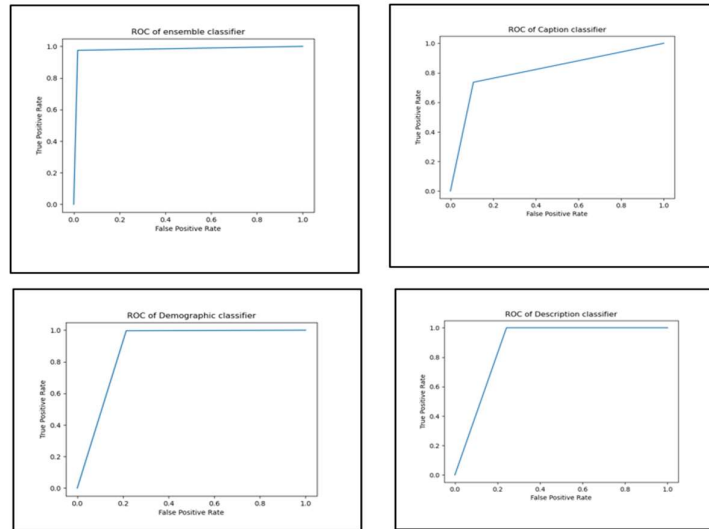 ROC of ensemble classifier
1.0
0.8
0.6
0.4
0.2
0.0
True Positive Rate
0.0 0.2 0.4 0.6 0.8 1.0
False Positive Rate
ROC of Caption classifier
1.0
0.8
0.6
0.4
0.2
0.0
True Positive Rate
0.0 0.2 0.4 0.6 0.8 1.0
False Positive Rate
ROC of Demographic classifier
1.0
0.8
0.6
0.4
0.2
0.0
True Positive Rate
0.0 0.2 0.4 0.6 0.8 1.0
False Positive Rate
ROC of Description classifier
1.0
0.8
0.6
0.4
0.2
0.0
True Positive Rate
0.0 0.2 0.4 0.6 0.8 1.0
False Positive Rate